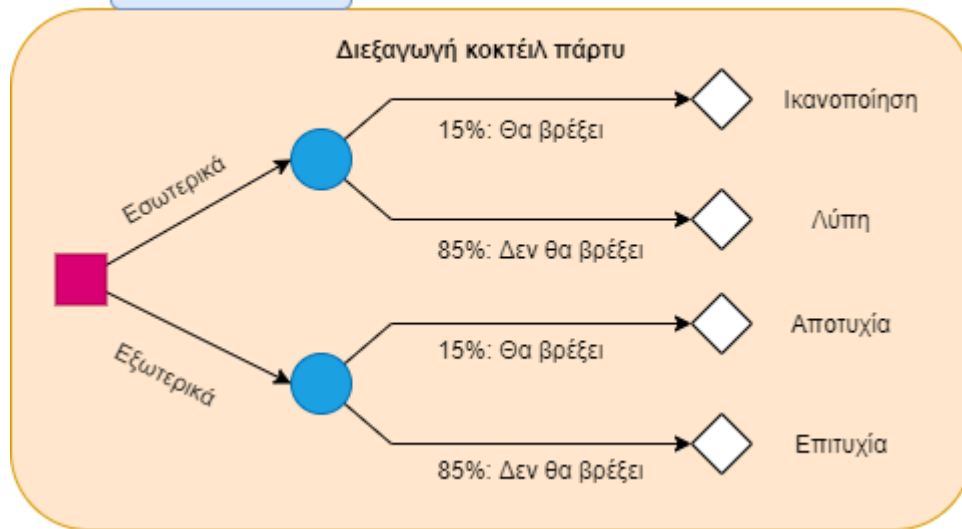 Διεξαγωγή κοκτέιλ πάρτυ
Εσωτερικά
15%: Θα βρέξει
Ικανοποίηση
85%: Δεν θα βρέξει
Λύπη
Εξωτερικά
15%: Θα βρέξει
Αποτυχία
85%: Δεν θα βρέξει
Επιτυχία